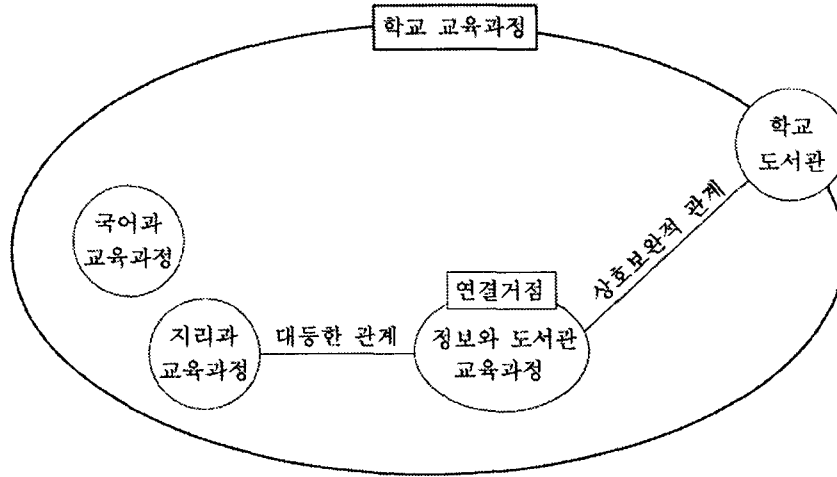 학교 교육과정
학교
도서관
상호보완적 관계
국어과
교육과정
연결거점
지리과
교육과정
대등한 관계
정보와 도서관
교육과정